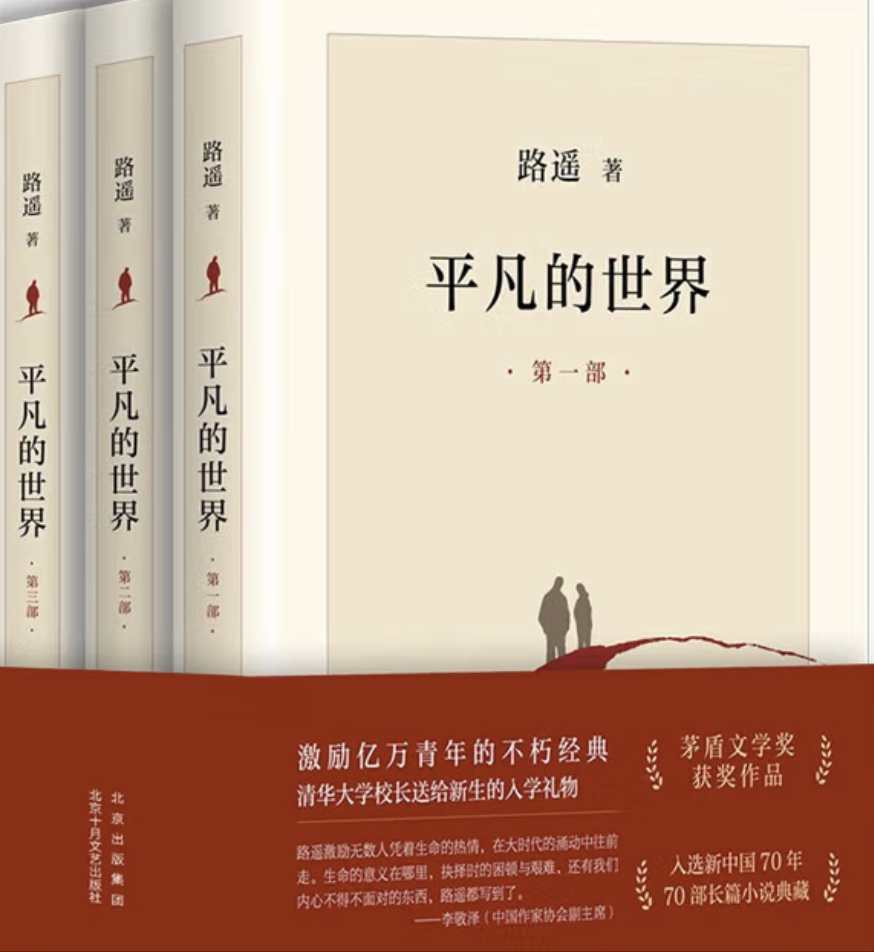 路遥 著
平凡的世界
·第三部·
路遥 著
平凡的世界
·第二部·
路遥 著
平凡的世界
·第一部·
路遥 著
平凡的世界
·第一部·
激励亿万青年的不朽经典
清华大学校长送给新生的入学礼物
路遥激励无数人凭着生命的热情，在大时代的涌动中往前
走。生命的意义在哪里，抉择时的困顿与艰难，还有我们
内心不得不面对的东西，路遥都写到了。
——李敬泽（中国作家协会副主席）
茅盾文学奖
获奖作品
入选新中国70年
70部长篇小说典藏
北京出版集团
北京十月文艺出版社